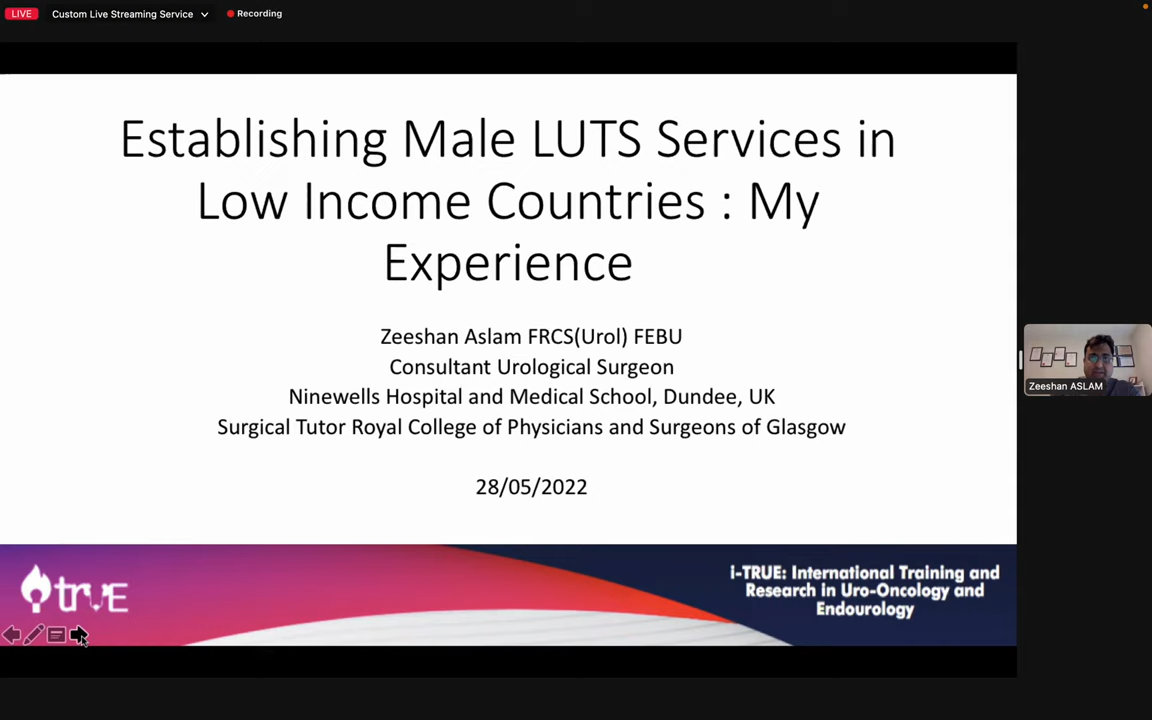 LIVE Custom Live Streaming Service Recording
Establishing Male LUTS Services in
Low Income Countries : My
Experience
Zeeshan Aslam FRCS(Urol) FEBU
Consultant Urological Surgeon
Ninewells Hospital and Medical School, Dundee, UK
Surgical Tutor Royal College of Physicians and Surgeons of Glasgow
28/05/2022
Zeeshan ASLAM
true
i-TRUE: International Training and
Research in Uro-Oncology and
Endourology